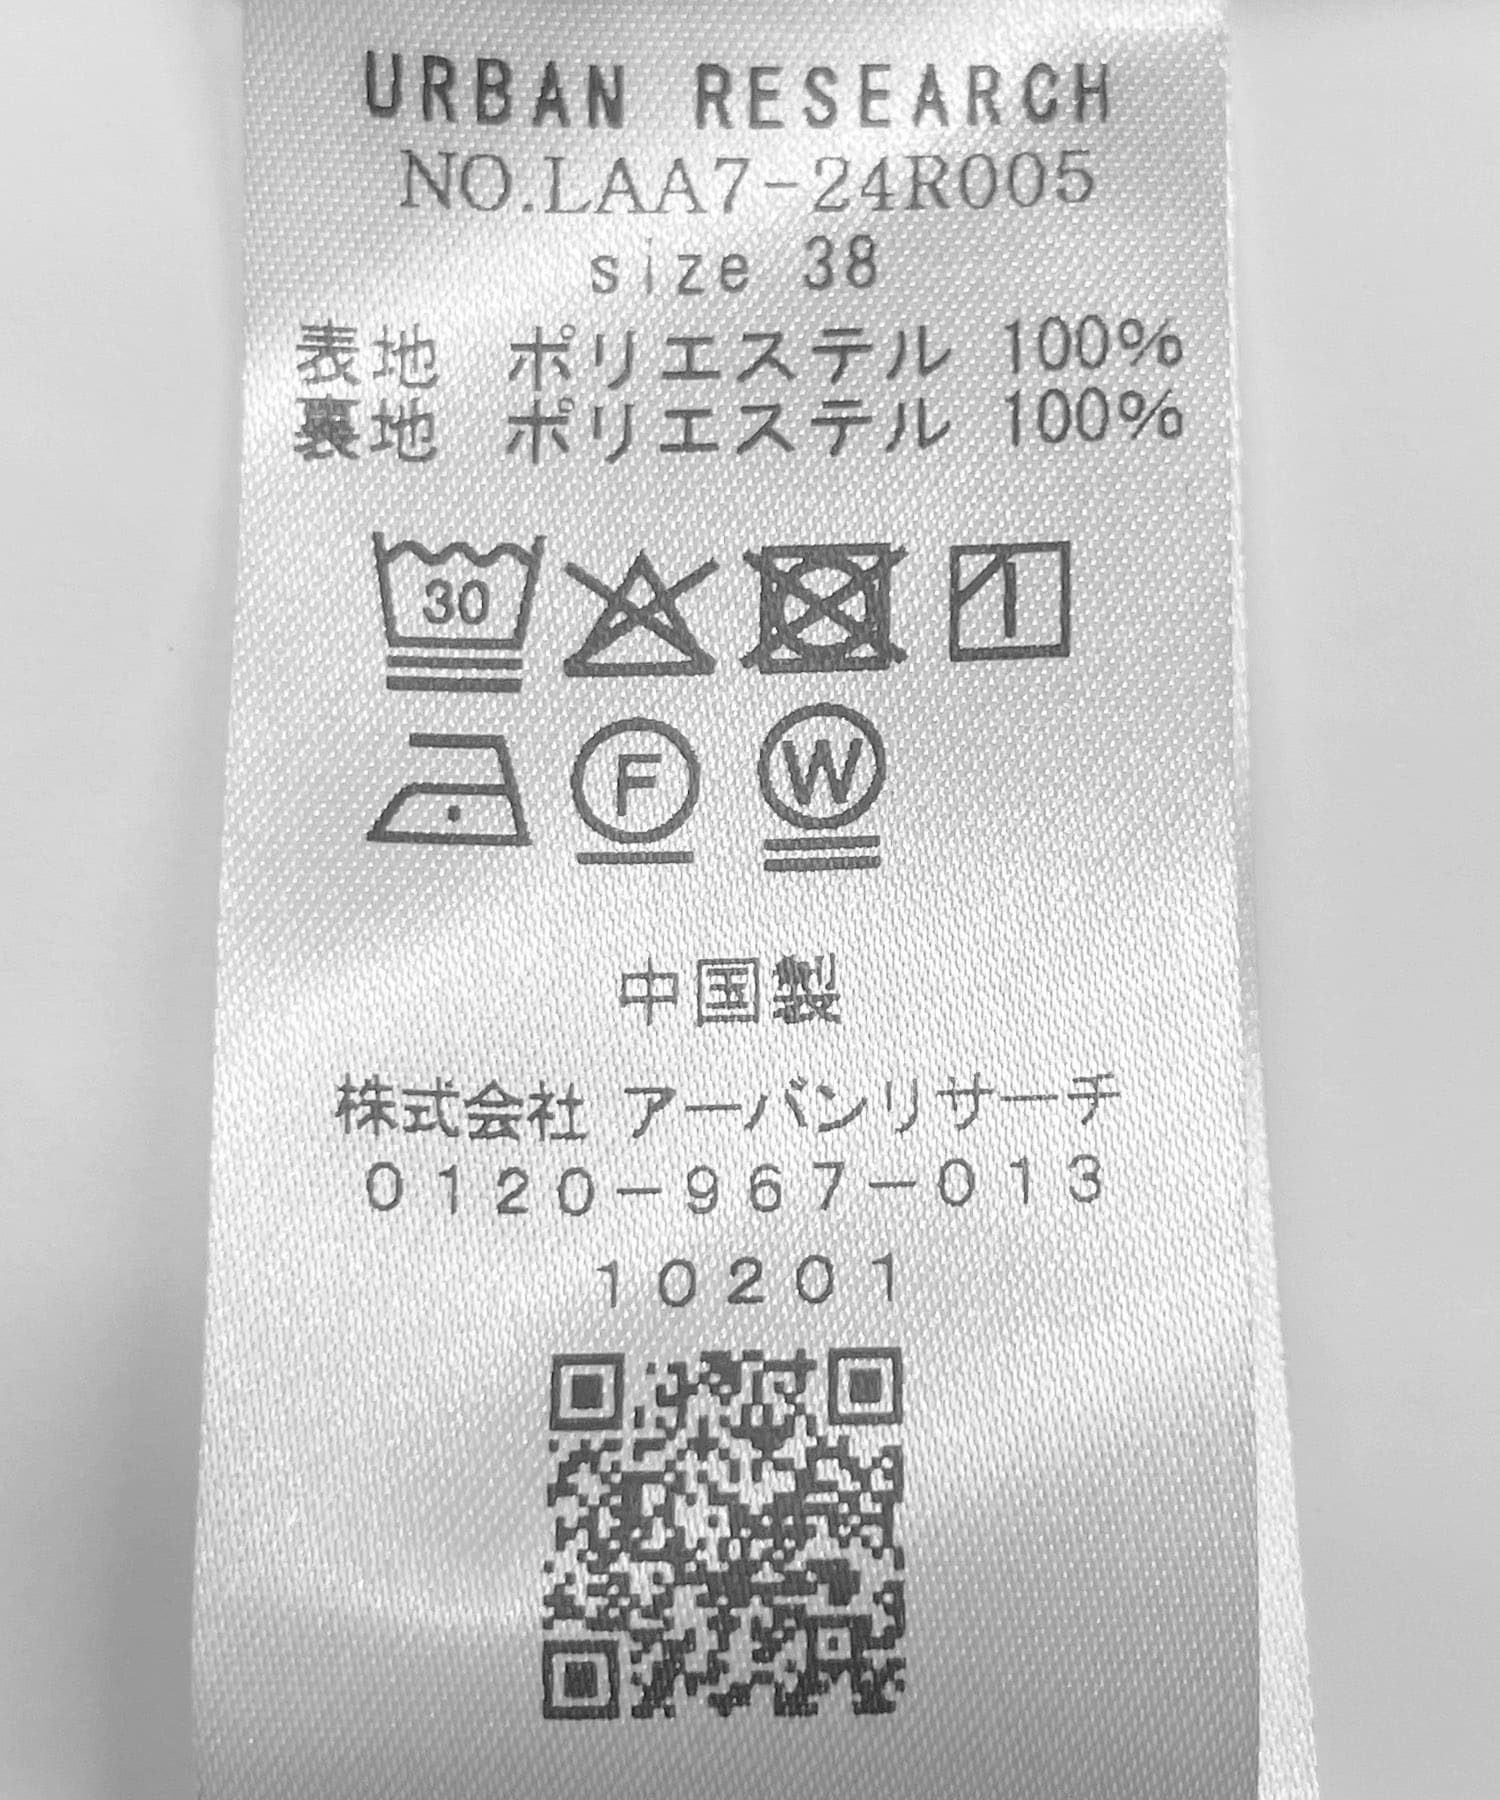 URBAN RESEARCH
NO.LAA7-24R005
size 38
表地 ポリエステル 100%
裏地 ポリエステル 100%
30
F W
中国製
株式会社 アーバンリサーチ
0120-967-013
10201